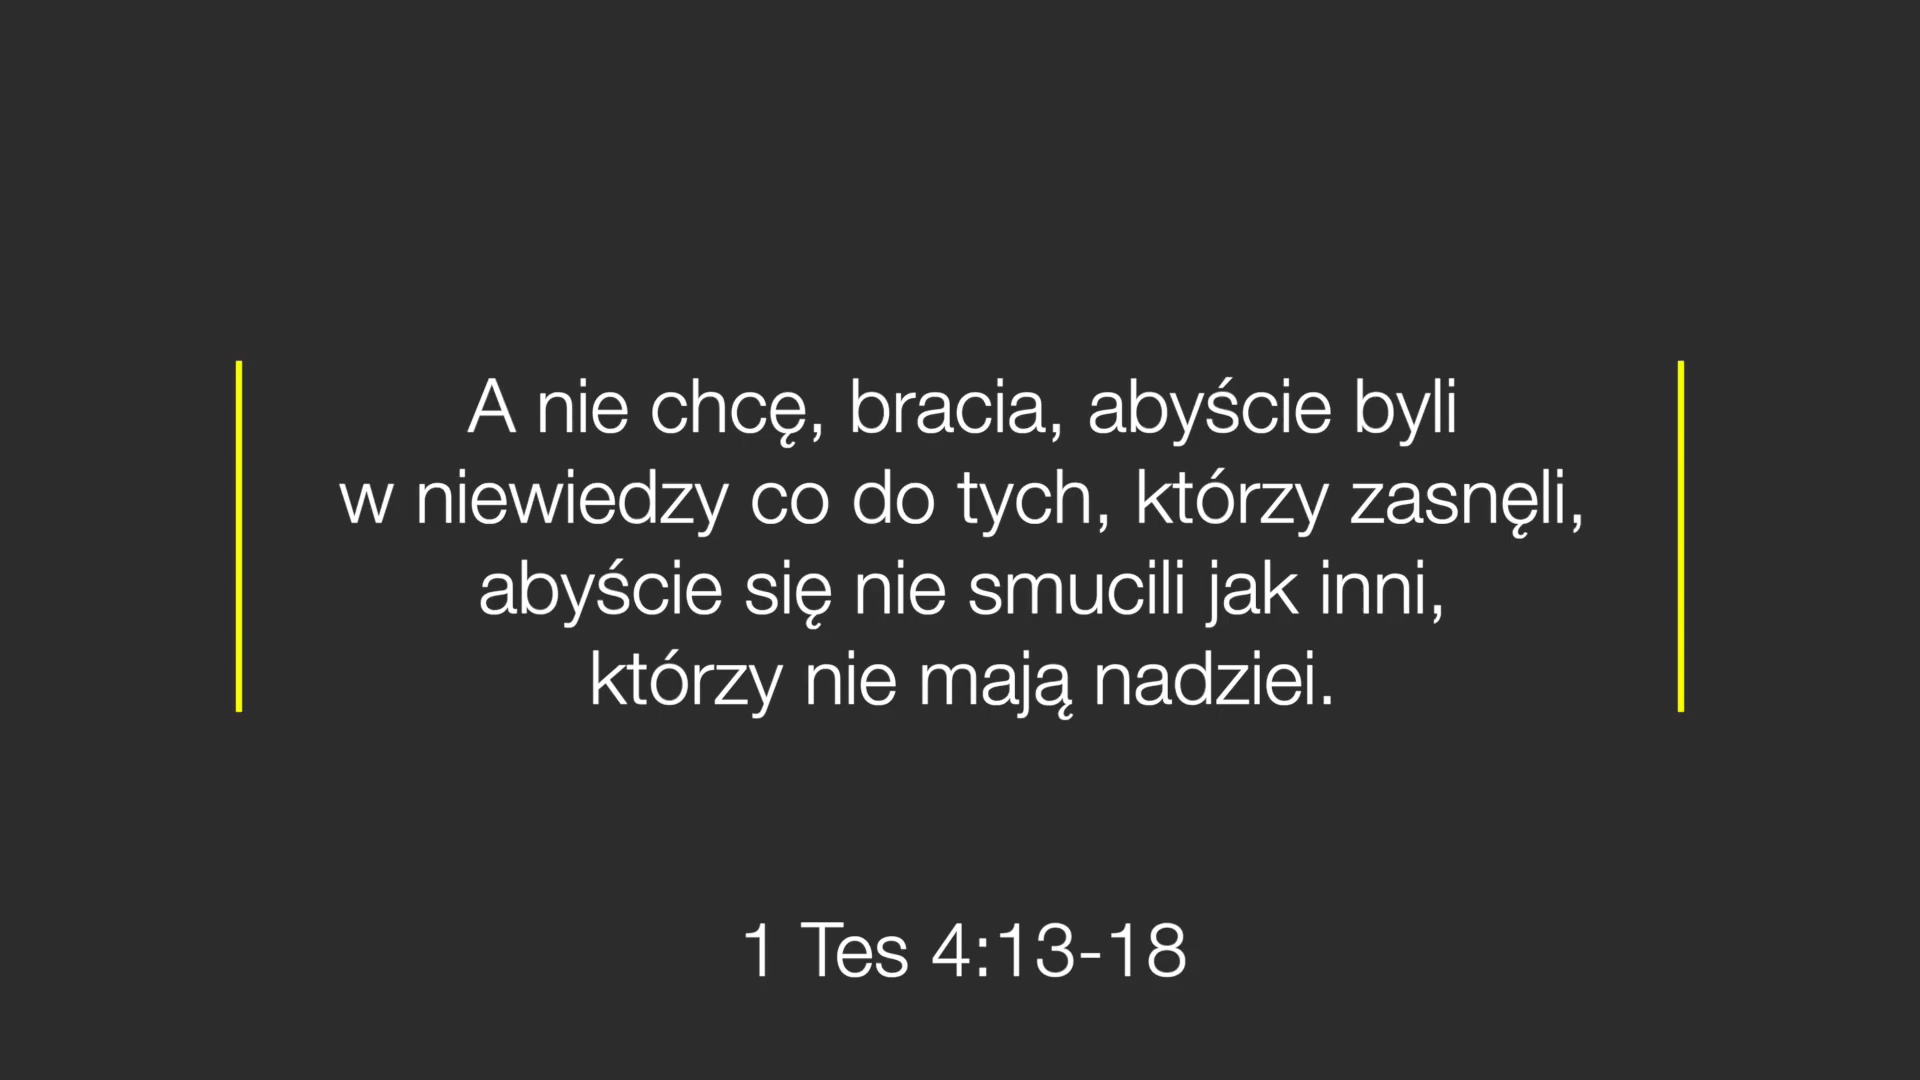 A nie chcę, bracia, abyście byli
w niewiedzy co do tych, którzy zasnęli,
abyście się nie smucili jak inni,
którzy nie mają nadziei.
1 Tes 4:13-18